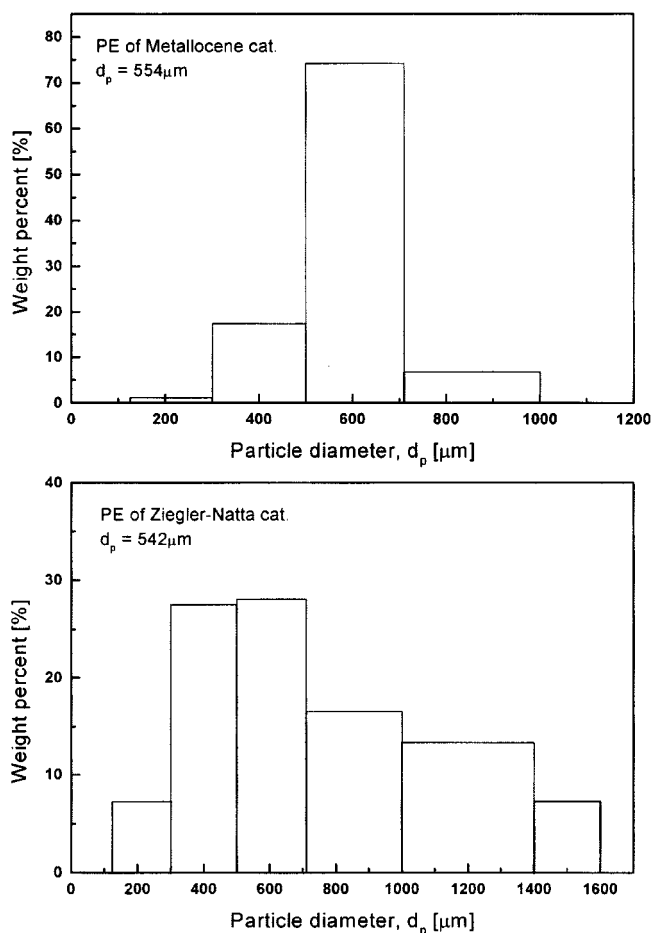 PE of Metallocene cat.
dₚ = 554μm
80
70
60
50
40
30
20
10
0
Weight percent [%]
0 200 400 600 800 1000 1200
Particle diameter, dₚ [μm]
PE of Ziegler-Natta cat.
dₚ = 542μm
40
30
20
10
0
Weight percent [%]
0 200 400 600 800 1000 1200 1400 1600
Particle diameter, dₚ [μm]